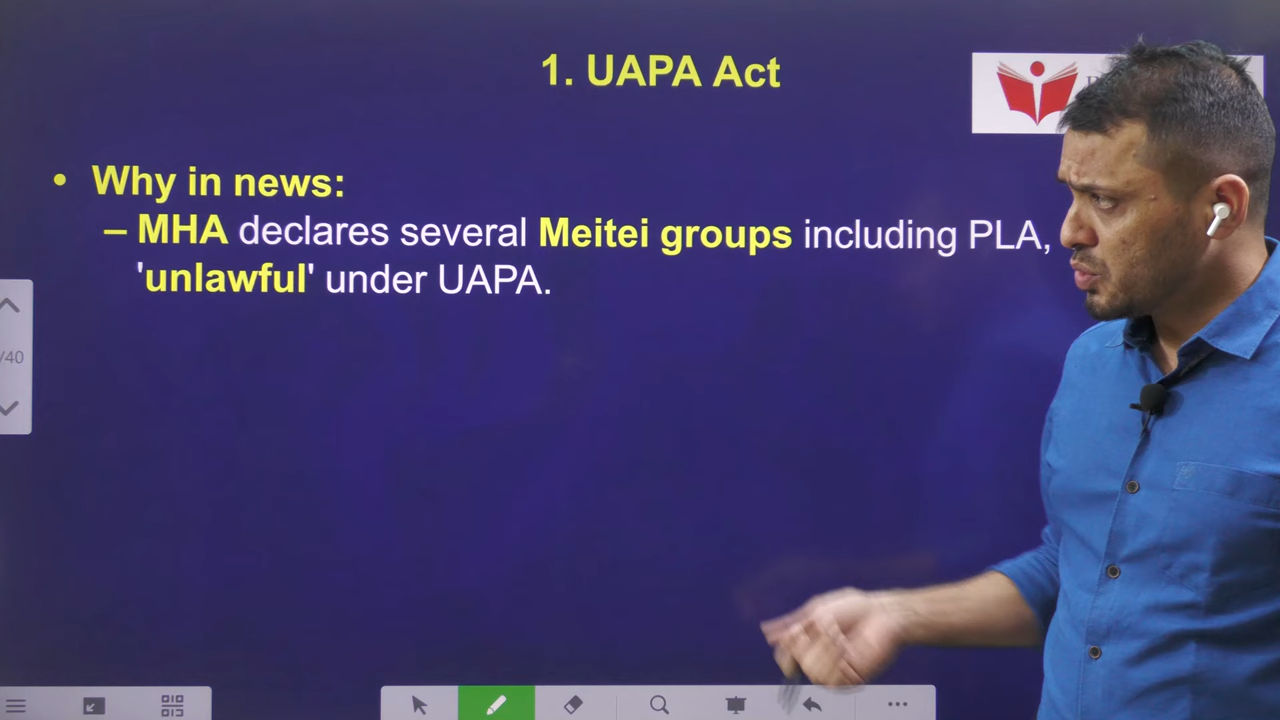 1. UAPA Act
• Why in news:
– MHA declares several Meitei groups including PLA,
'unlawful' under UAPA.
/40